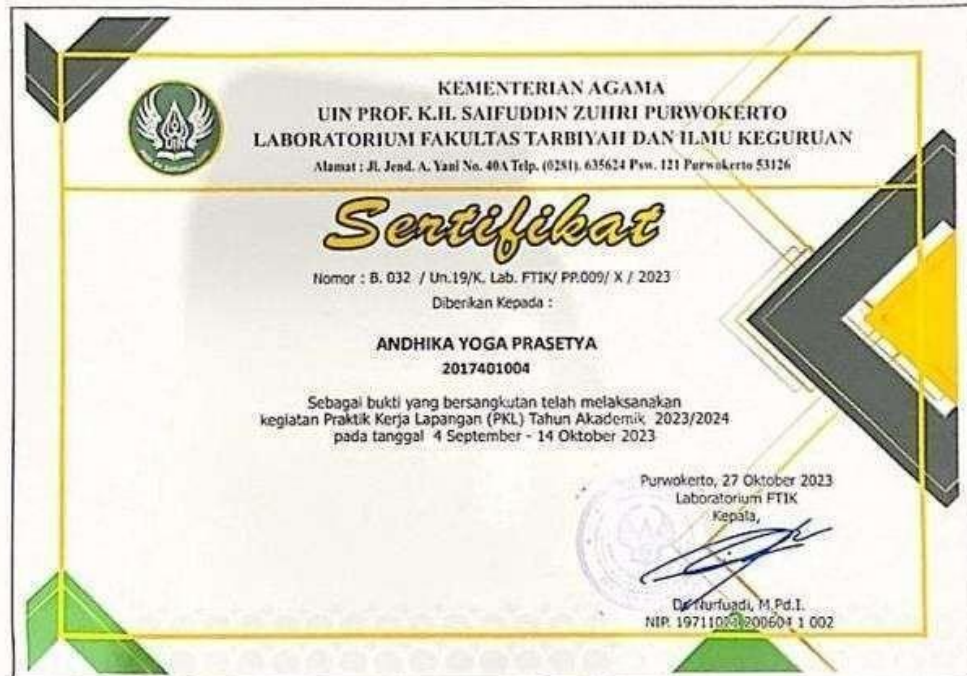 KEMENTERIAN AGAMA
UIN PROF. K.H. SAIFUDDIN ZUHRI PURWOKERTO
LABORATORIUM FAKULTAS TARBIYAH DAN ILMU KEGURUAN
Alamat : Jl. Jend. A. Yani No. 40A Telp. (0281). 635624 Psw. 121 Purwokerto 53126
UIN
Sertifikat
Nomor : B. 032 / Un.19/K. Lab. FTIK/ PP.009/ X / 2023
Diberikan Kepada :
ANDHIKA YOGA PRASETYA
2017401004
Sebagai bukti yang bersangkutan telah melaksanakan
kegiatan Praktik Kerja Lapangan (PKL) Tahun Akademik 2023/2024
pada tanggal 4 September - 14 Oktober 2023
Purwokerto, 27 Oktober 2023
Laboratorium FTIK
Kepala,
Dr. Nurfuadi, M.Pd.I.
NIP. 200604 1 002